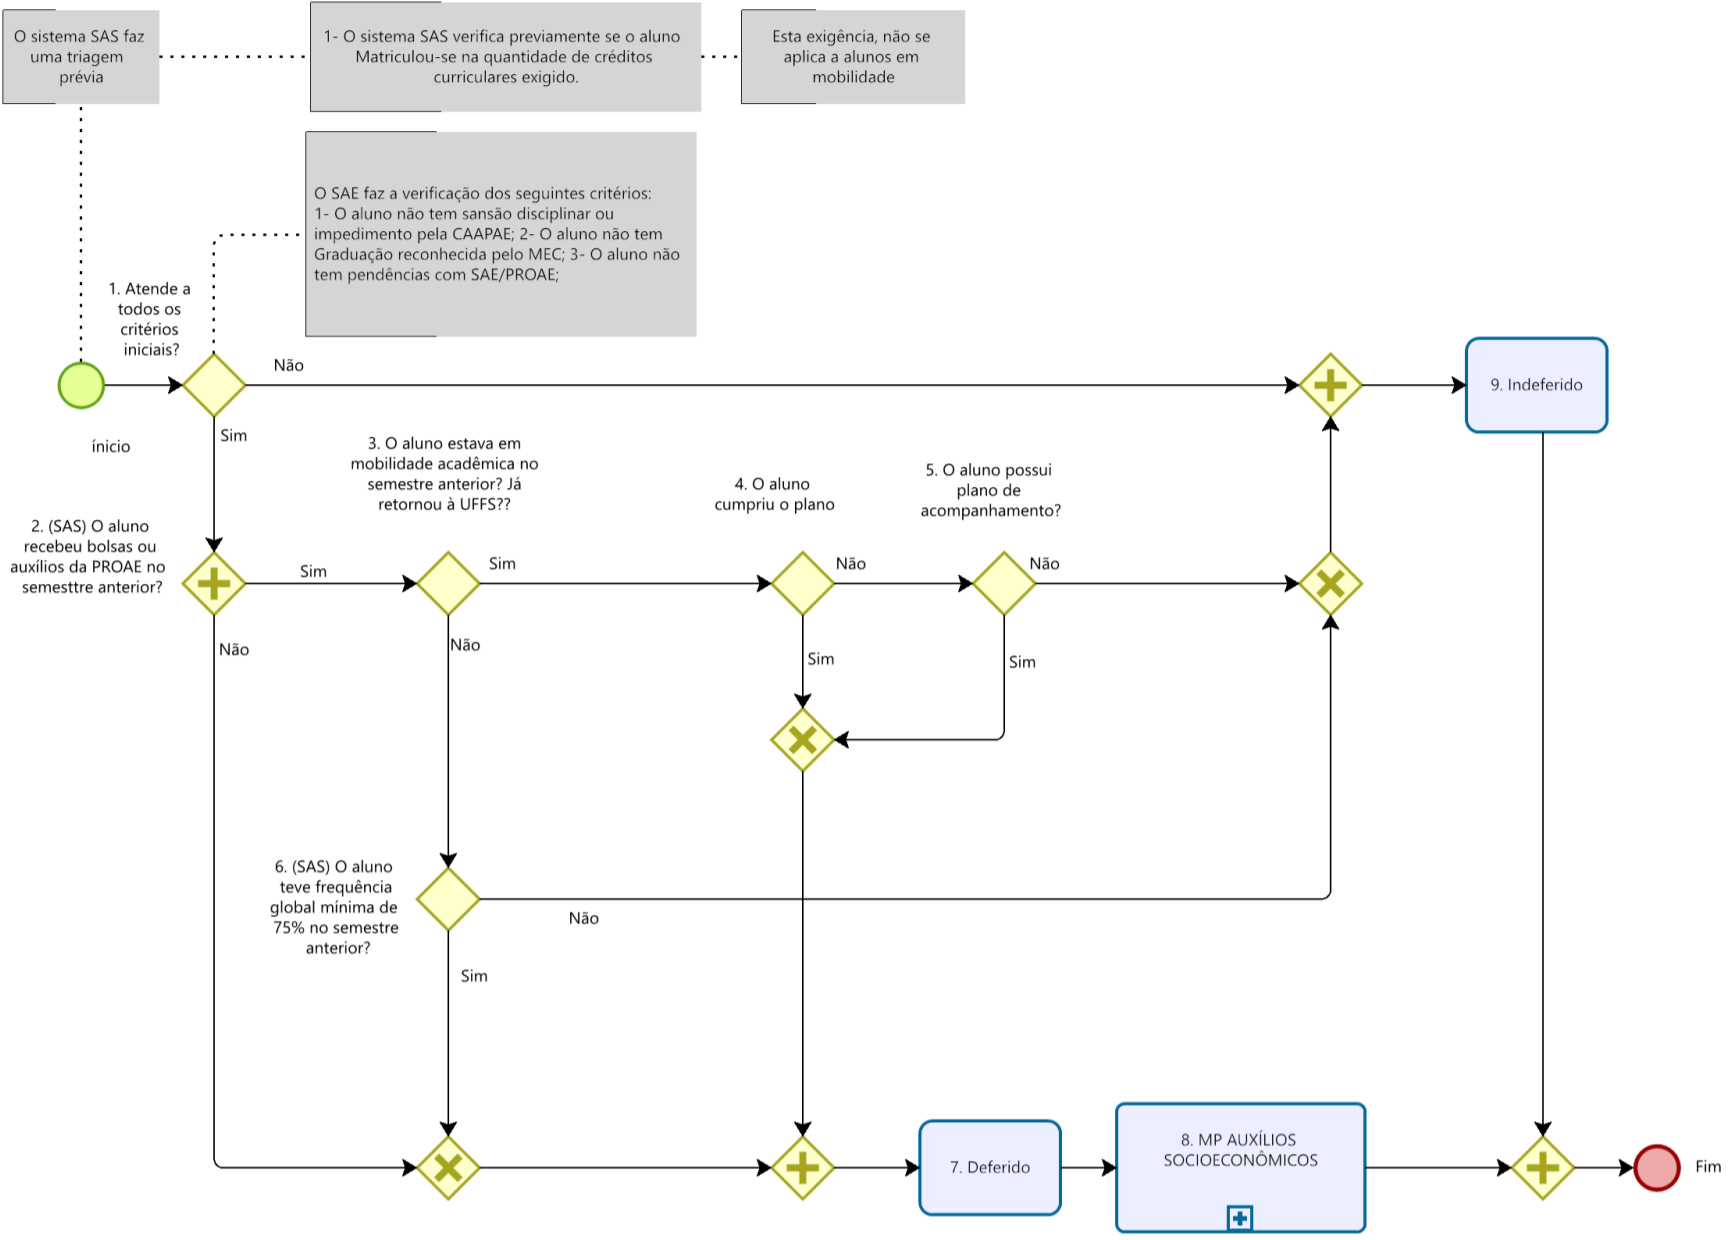 O sistema SAS faz
uma triagem
prévia
1- O sistema SAS verifica previamente se o aluno
Matriculou-se na quantidade de créditos
curriculares exigido.
Esta exigência, não se
aplica a alunos em
mobilidade
O SAE faz a verificação dos seguintes critérios:
1- O aluno não tem sansão disciplinar ou
impedimento pela CAAPAE; 2- O aluno não tem
Graduação reconhecida pelo MEC; 3- O aluno não
tem pendências com SAE/PROAE;
1. Atende a
todos os
critérios
iniciais?
Não
9. Indeferido
ínicio
Sim
3. O aluno estava em
mobilidade acadêmica no
semestre anterior? Já
retornou à UFFS??
4. O aluno
cumpriu o plano
5. O aluno possui
plano de
acompanhamento?
2. (SAS) O aluno
recebeu bolsas ou
auxílios da PROAE no
semesttre anterior?
Sim
Sim
Não
Não
Não
Não
Sim
Sim
6. (SAS) O aluno
teve frequência
global mínima de
75% no semestre
anterior?
Não
Sim
7. Deferido
8. MP AUXÍLIOS
SOCIOECONÔMICOS
Fim